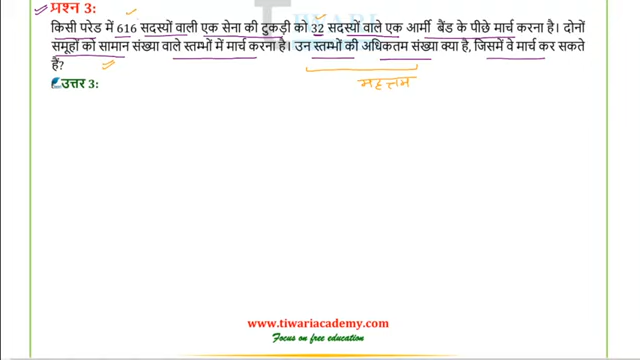 प्रश्न 3:
किसी परेड में 616 सदस्यों वाली एक सेना की टुकड़ी को 32 सदस्यों वाले एक आर्मी बैंड के पीछे मार्च करना है। दोनों
समूहों को सामान संख्या वाले स्तम्भों में मार्च करना है। उन स्तम्भों की अधिकतम संख्या क्या है, जिसमें वे मार्च कर सकते
हैं?
महत्तम
उत्तर 3:
www.tiwariacademy.com
Focus on free education